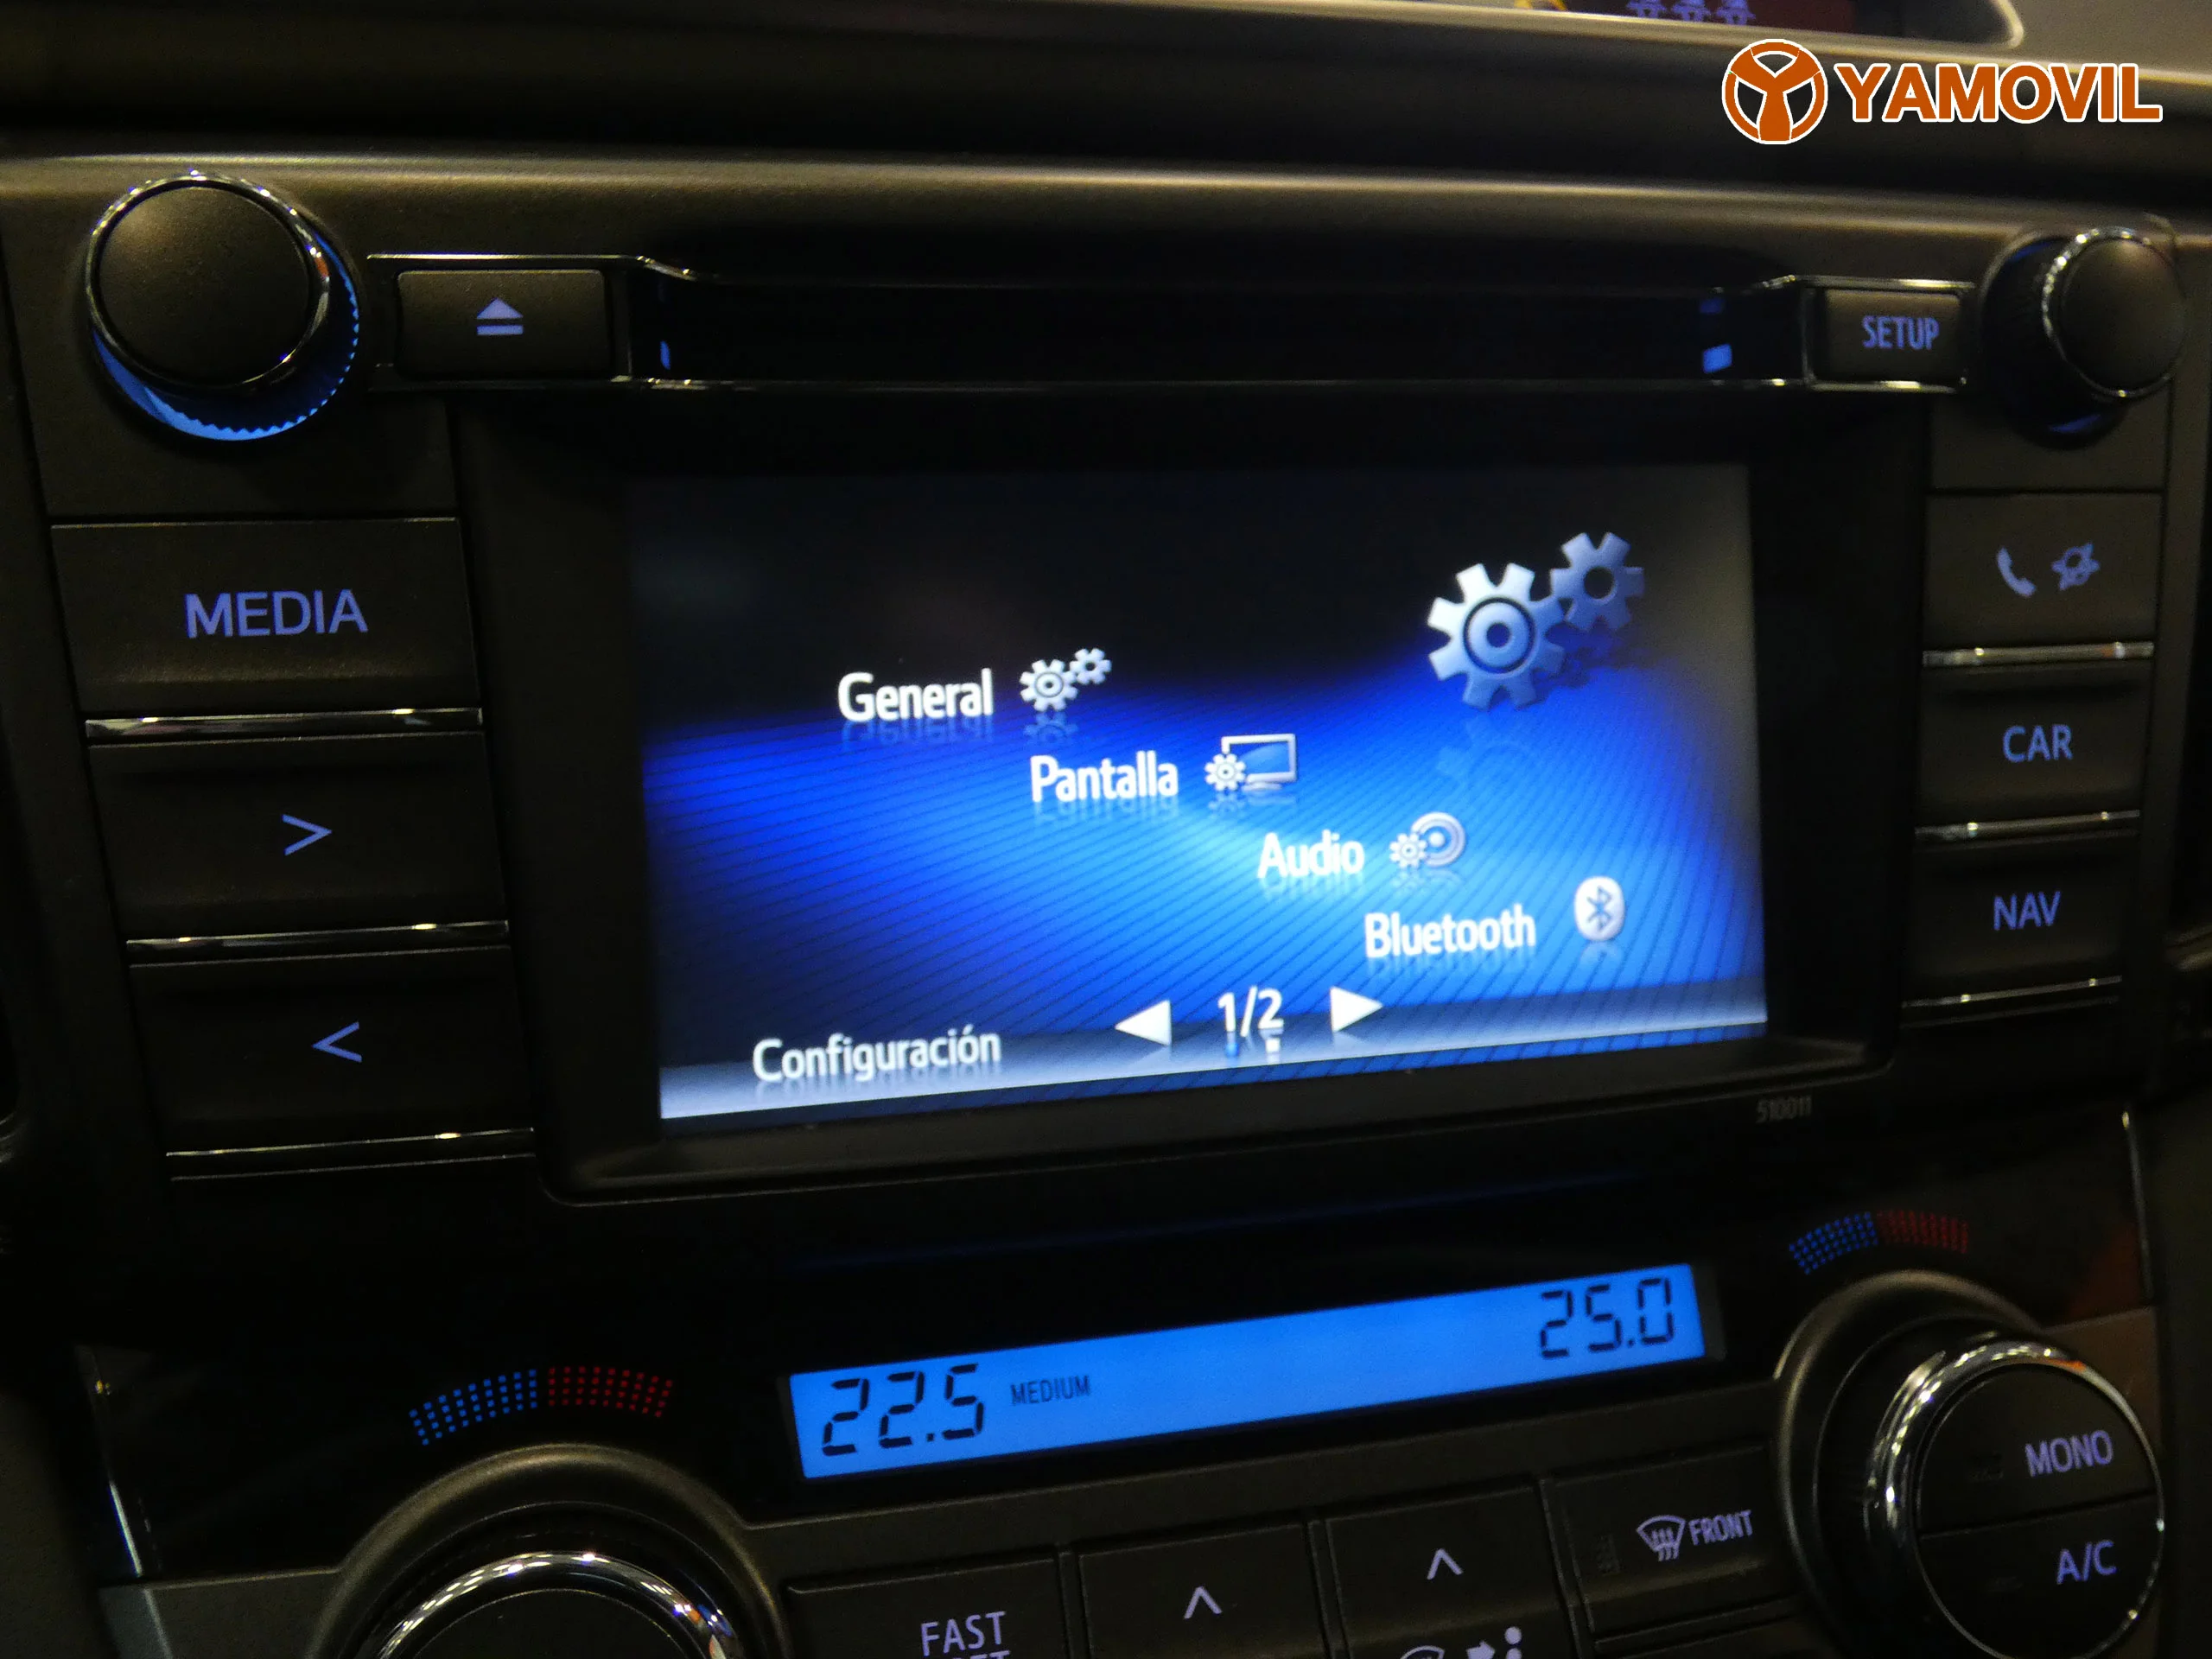 YAMOVIL
SETUP
MEDIA
>
<
CAR
NAV
General
Pantalla
Audio
Bluetooth
Configuración
1/2
510011
22.5 MEDIUM 25.0
MONO
A/C
FRONT
FAST